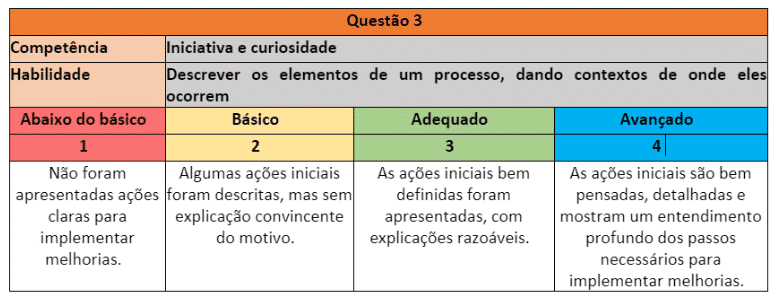 Questão 3
Competência
Iniciativa e curiosidade
Habilidade
Descrever os elementos de um processo, dando contextos de onde eles
ocorrem
Abaixo do básico
Básico
Adequado
Avançado
1
2
3
4
Não foram
apresentadas ações
claras para
implementar
melhorias.
Algumas ações iniciais
foram descritas, mas sem
explicação convincente
do motivo.
As ações iniciais bem
definidas foram
apresentadas, com
explicações razoáveis.
As ações iniciais são bem
pensadas, detalhadas e
mostram um entendimento
profundo dos passos
necessários para
implementar melhorias.